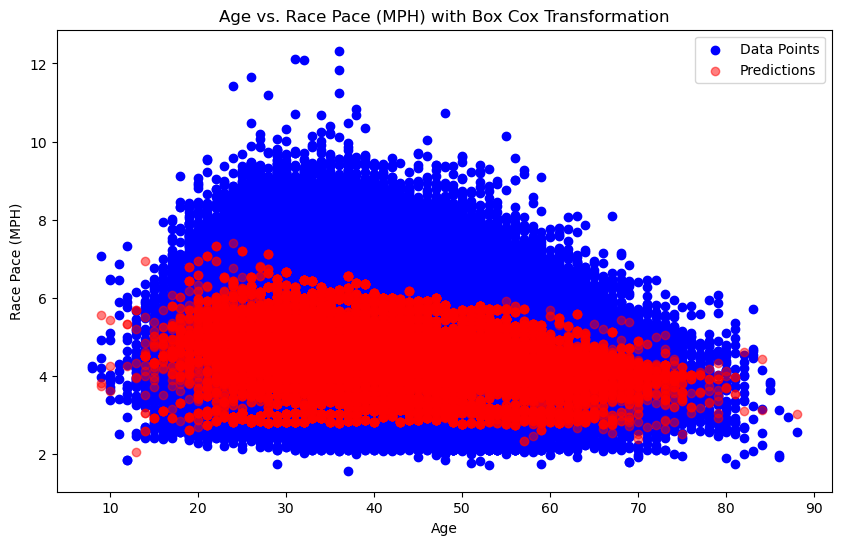 Age vs. Race Pace (MPH) with Box Cox Transformation
Data Points
Predictions
12
10
8
6
4
2
Race Pace (MPH)
10 20 30 40 50 60 70 80 90
Age